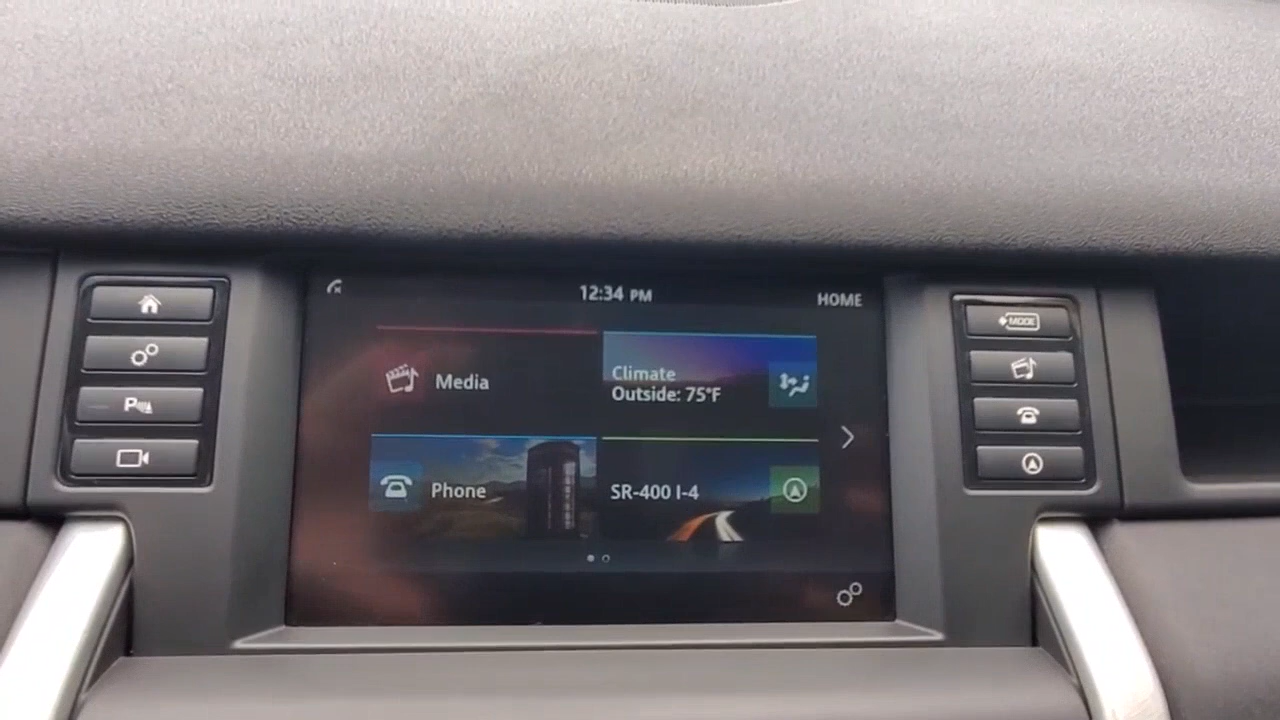 12:34 PM
HOME
Media
Climate
Outside: 75°F
Phone
SR-400 I-4
P
MODE